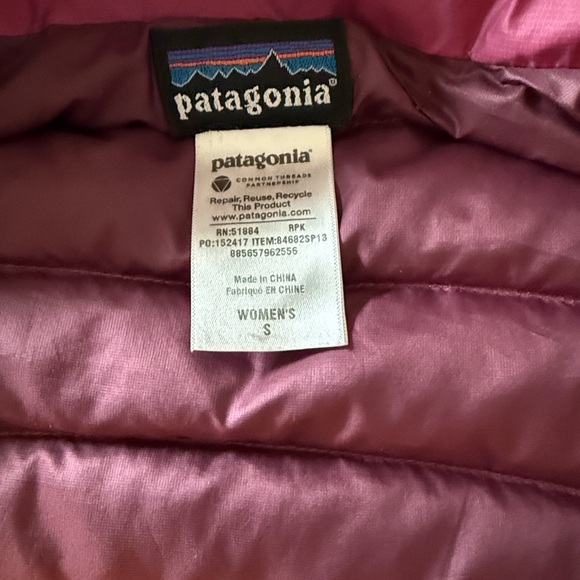 patagonia®
patagonia®
COMMON THREADS
PARTNERSHIP
Repair, Reuse, Recycle
This Product
www.patagonia.com
RN:51884 RPK
PO:152417 ITEM:84682SP13
885657962556
Made in CHINA
Fabriqué EN CHINE
WOMEN'S
S